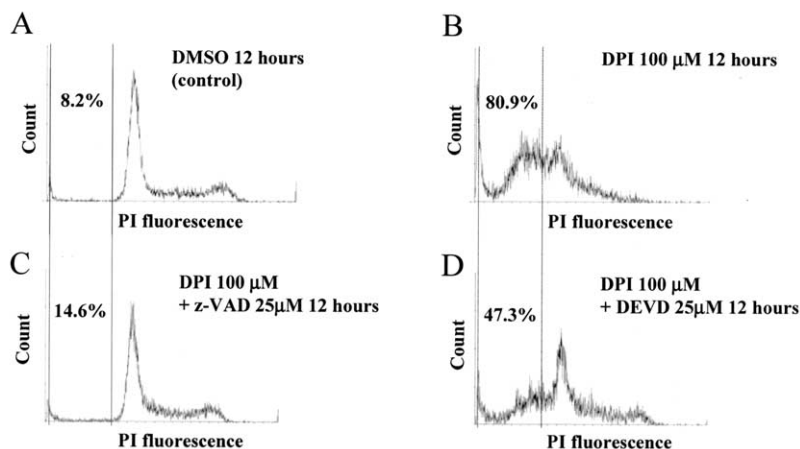 A
DMSO 12 hours
(control)
8.2%
Count
PI fluorescence
B
DPI 100 μM 12 hours
80.9%
Count
PI fluorescence
C
DPI 100 μM
+ z-VAD 25μM 12 hours
14.6%
Count
PI fluorescence
D
DPI 100 μM
+ DEVD 25μM 12 hours
47.3%
Count
PI fluorescence